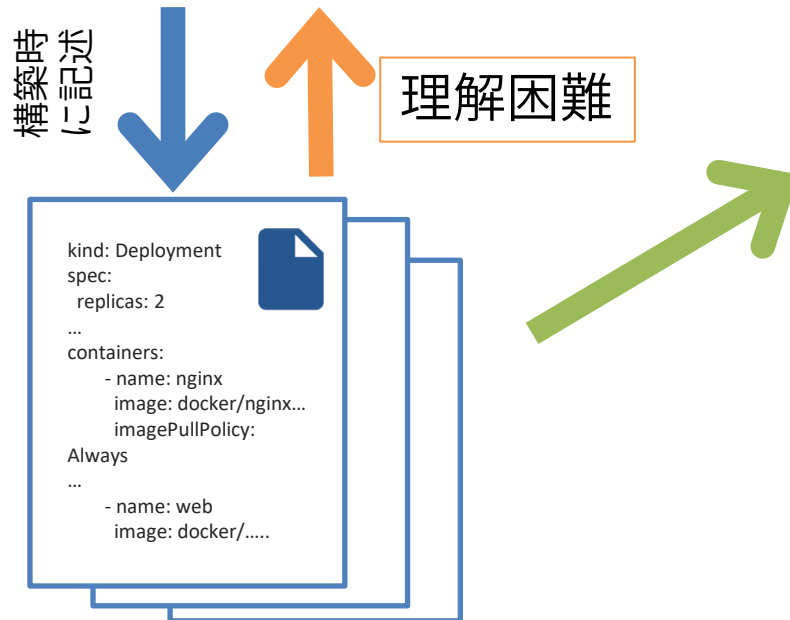 構築時
に記述
理解困難
kind: Deployment
spec:
  replicas: 2
…
containers:
    - name: nginx
      image: docker/nginx…
      imagePullPolicy:
Always
…
    - name: web
      image: docker/…..